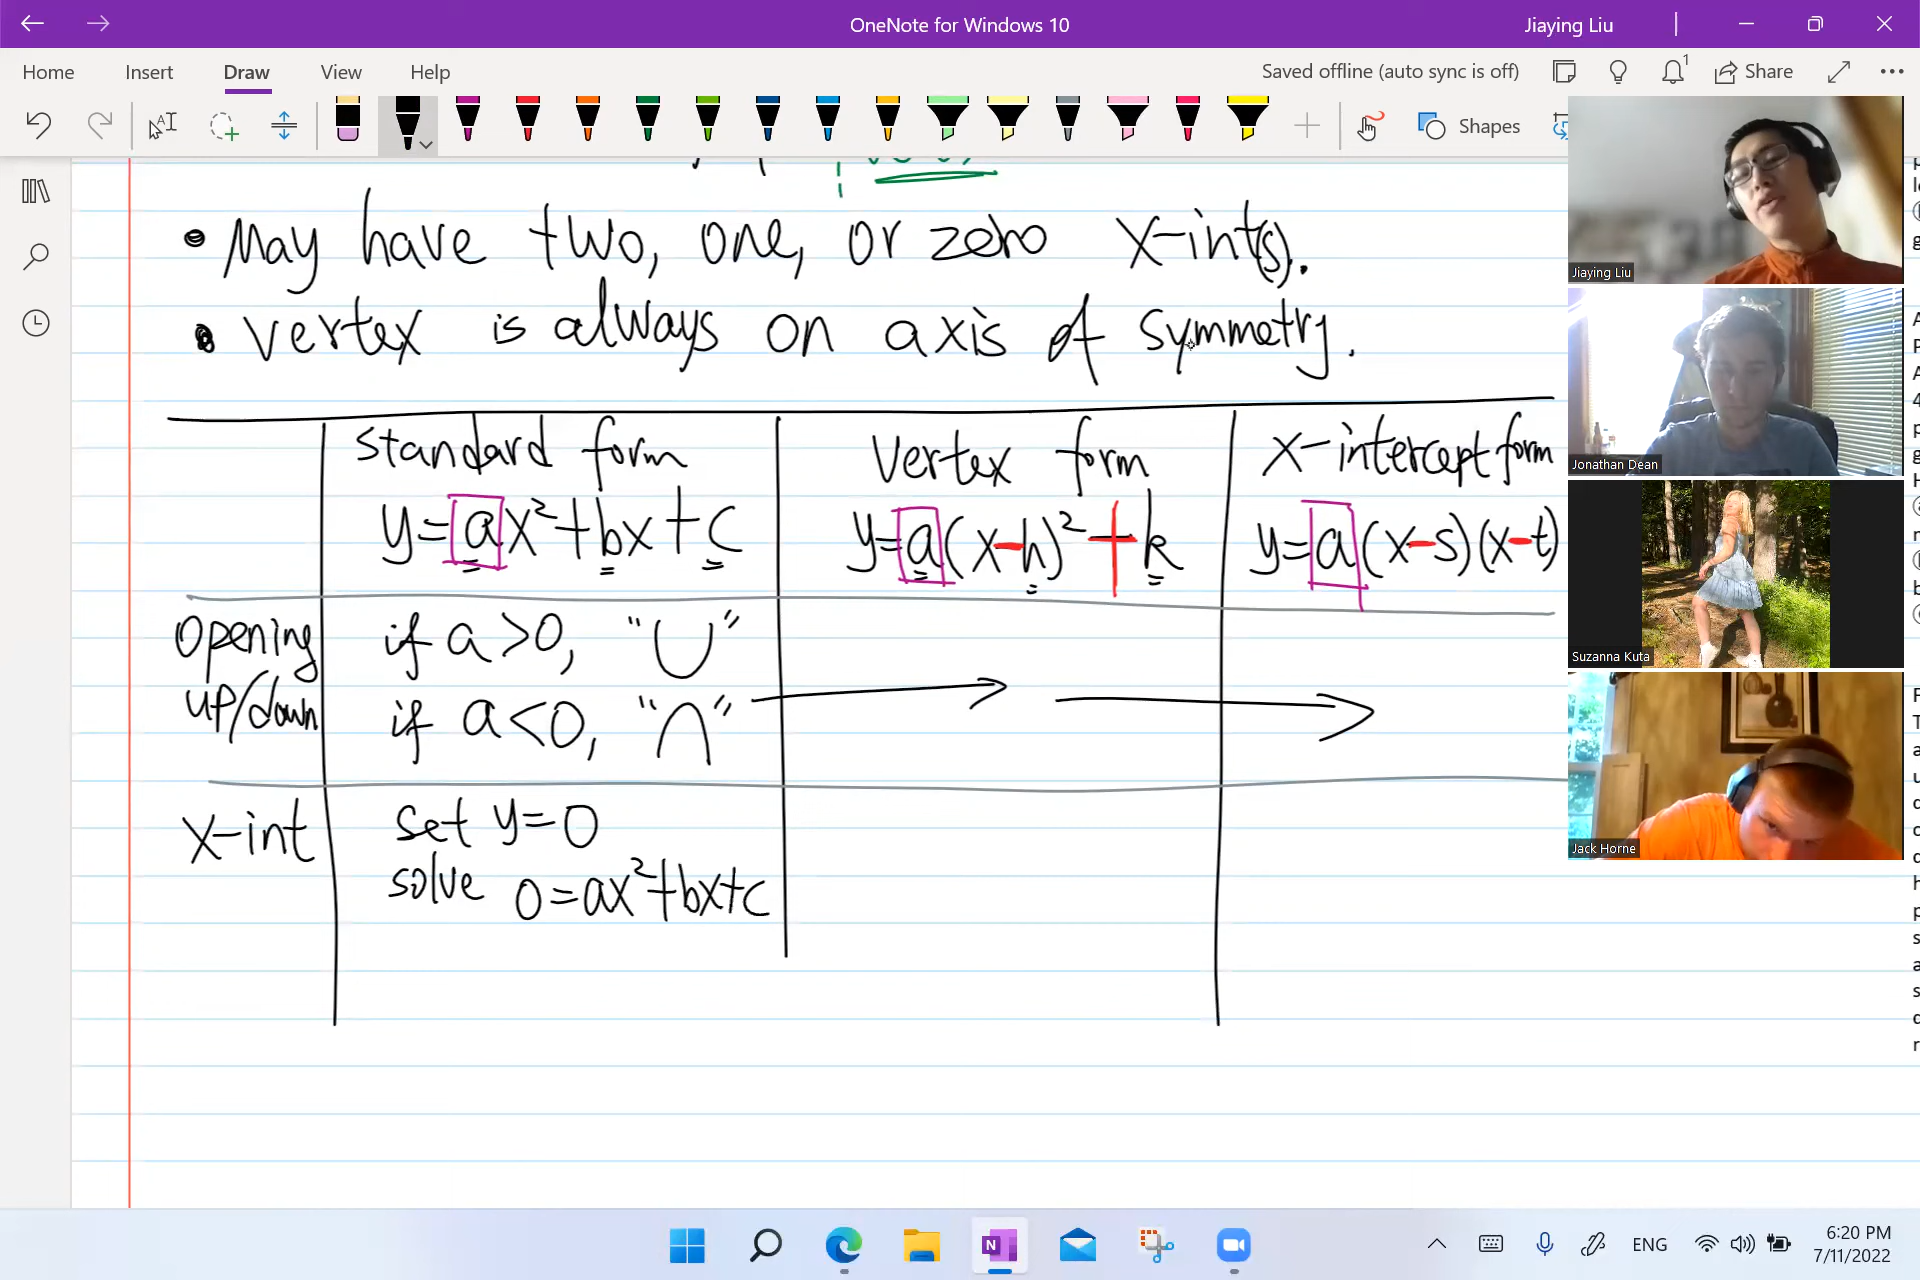 OneNote for Windows 10
Jiaying Liu
Home Insert Draw View Help
Saved offline (auto sync is off)
1
Share
Shapes
• May have two, one, or zero x-int(s).
• Vertex is always on axis of symmetry.
Standard form
y=ax²+bx+c
Vertex form
y=a(x-h)²+k
x-intercept form
y=a(x-s)(x-t)
Opening
up/down
if a>0, "∪"
if a<0, "∩"
x-int
set y=0
solve 0=ax²+bx+c
Jiaying Liu
Jonathan Dean
Suzanna Kuta
Jack Horne
ENG
6:20 PM
7/11/2022